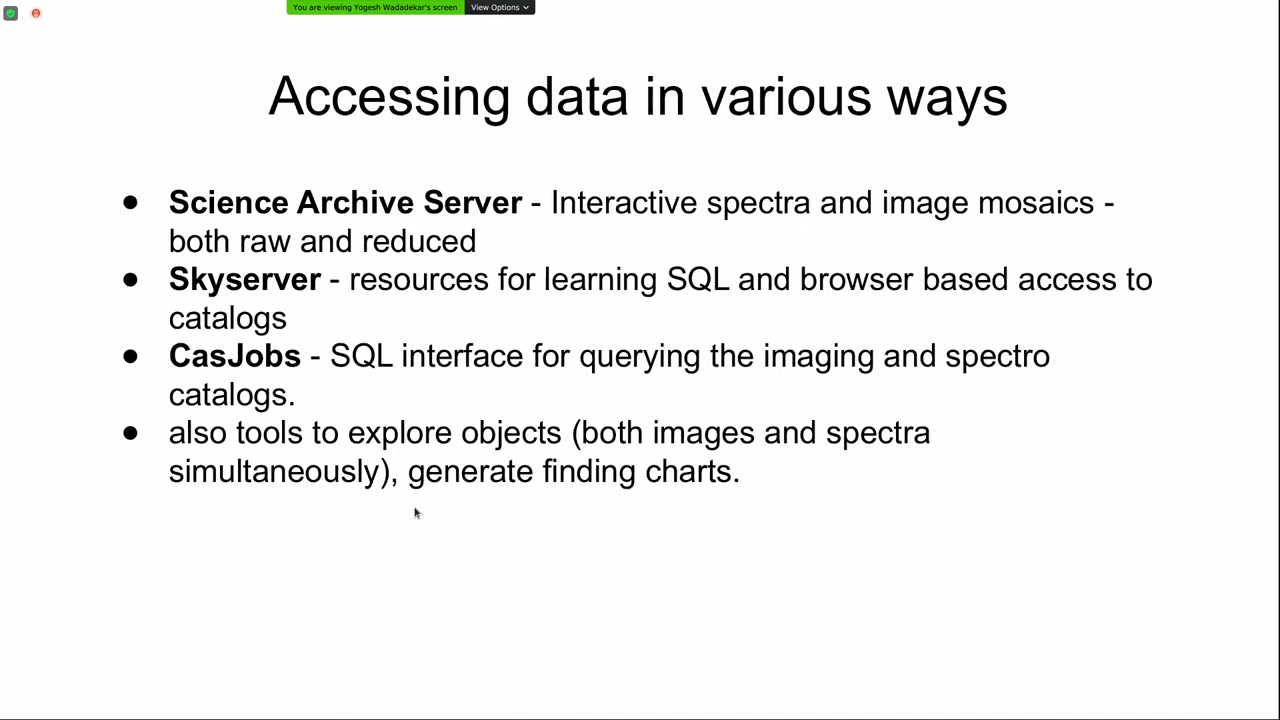 You are viewing Yogesh Wadadekar's screen View Options
Accessing data in various ways
● Science Archive Server - Interactive spectra and image mosaics -
both raw and reduced
● Skyserver - resources for learning SQL and browser based access to
catalogs
● CasJobs - SQL interface for querying the imaging and spectro
catalogs.
● also tools to explore objects (both images and spectra
simultaneously), generate finding charts.